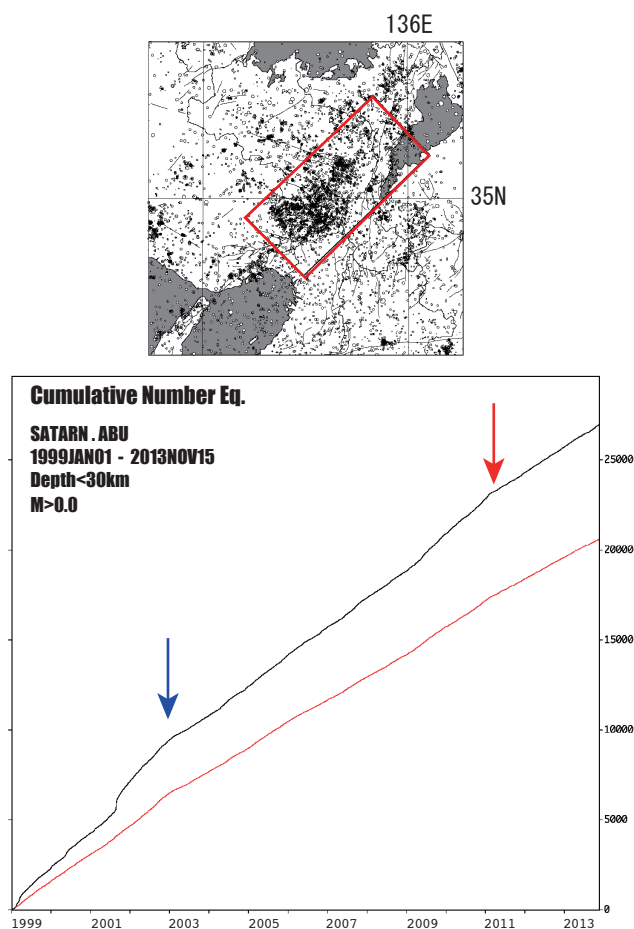 136E
35N
Cumulative Number Eq.
SATARN . ABU
1999JAN01 - 2013NOV15
Depth<30km
M>0.0
25000
20000
15000
10000
5000
0
1999 2001 2003 2005 2007 2009 2011 2013